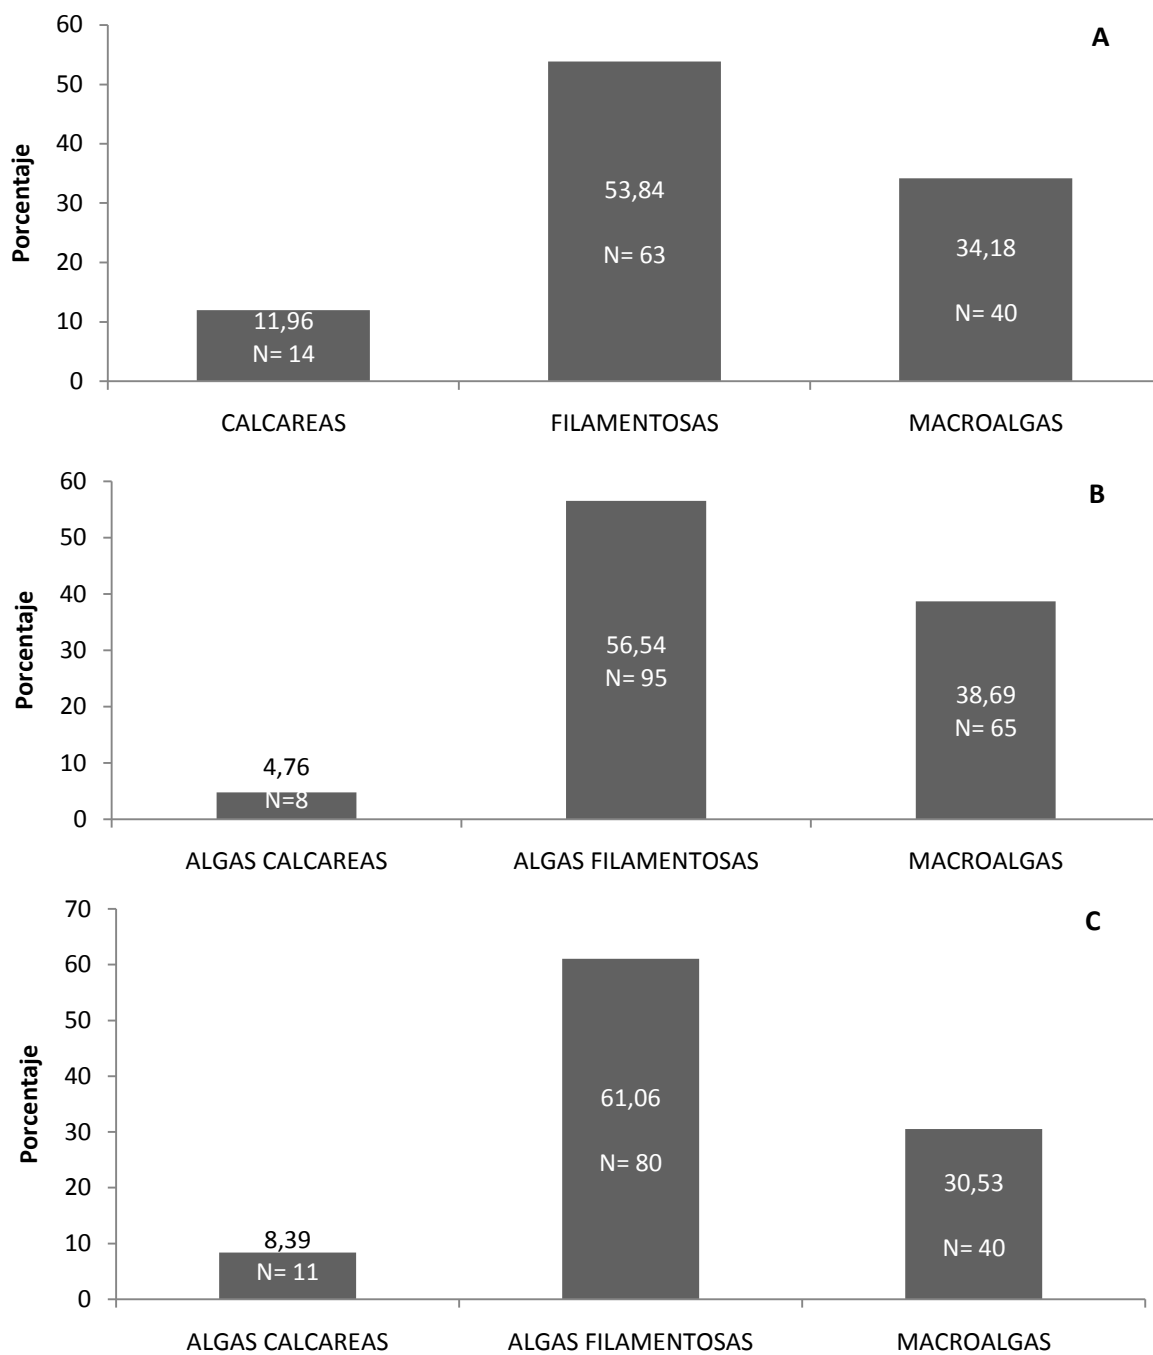 A
60
50
40
30
20
10
0
Porcentaje
11,96
N= 14
53,84
N= 63
34,18
N= 40
CALCAREAS
FILAMENTOSAS
MACROALGAS
B
60
50
40
30
20
10
0
Porcentaje
4,76
N=8
56,54
N= 95
38,69
N= 65
ALGAS CALCAREAS
ALGAS FILAMENTOSAS
MACROALGAS
C
70
60
50
40
30
20
10
0
Porcentaje
8,39
N= 11
61,06
N= 80
30,53
N= 40
ALGAS CALCAREAS
ALGAS FILAMENTOSAS
MACROALGAS